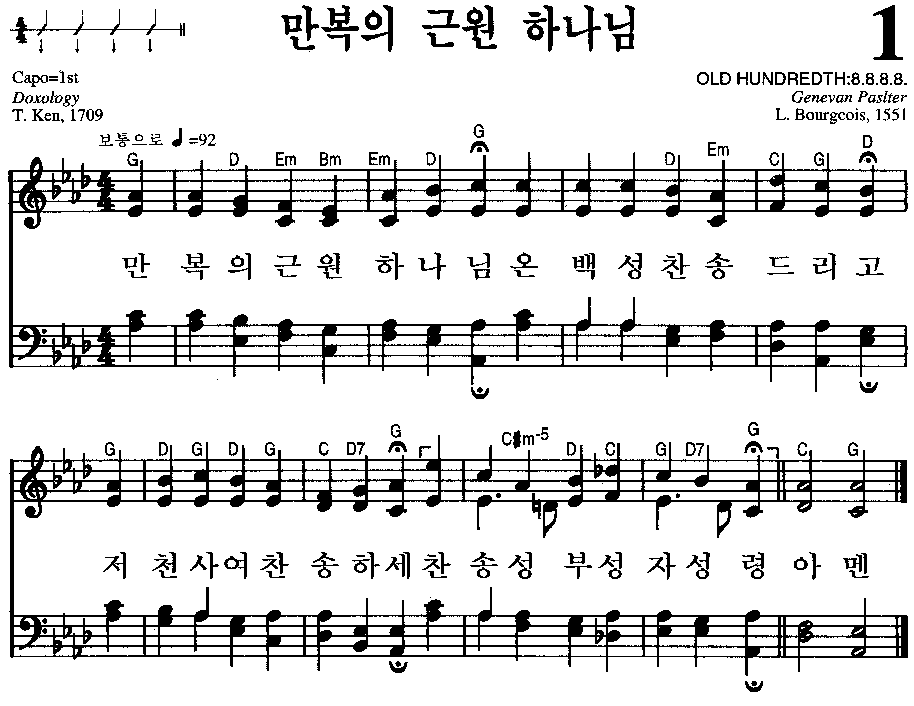 만복의 근원 하나님 1
Capo=1st OLD HUNDREDTH:8.8.8.8.
Doxology Genevan Paslter
T. Ken, 1709 L. Bourgeois, 1551
보통으로 ♩=92
G D Em Bm Em D G D Em C G D
만 복 의 근 원 하 나 님 온 백 성 찬 송 드 리 고
G D G D G C D7 G C#m-5 D C G D7 G C G
저 천 사 여 찬 송 하 세 찬 송 성 부 성 자 성 령 아 멘